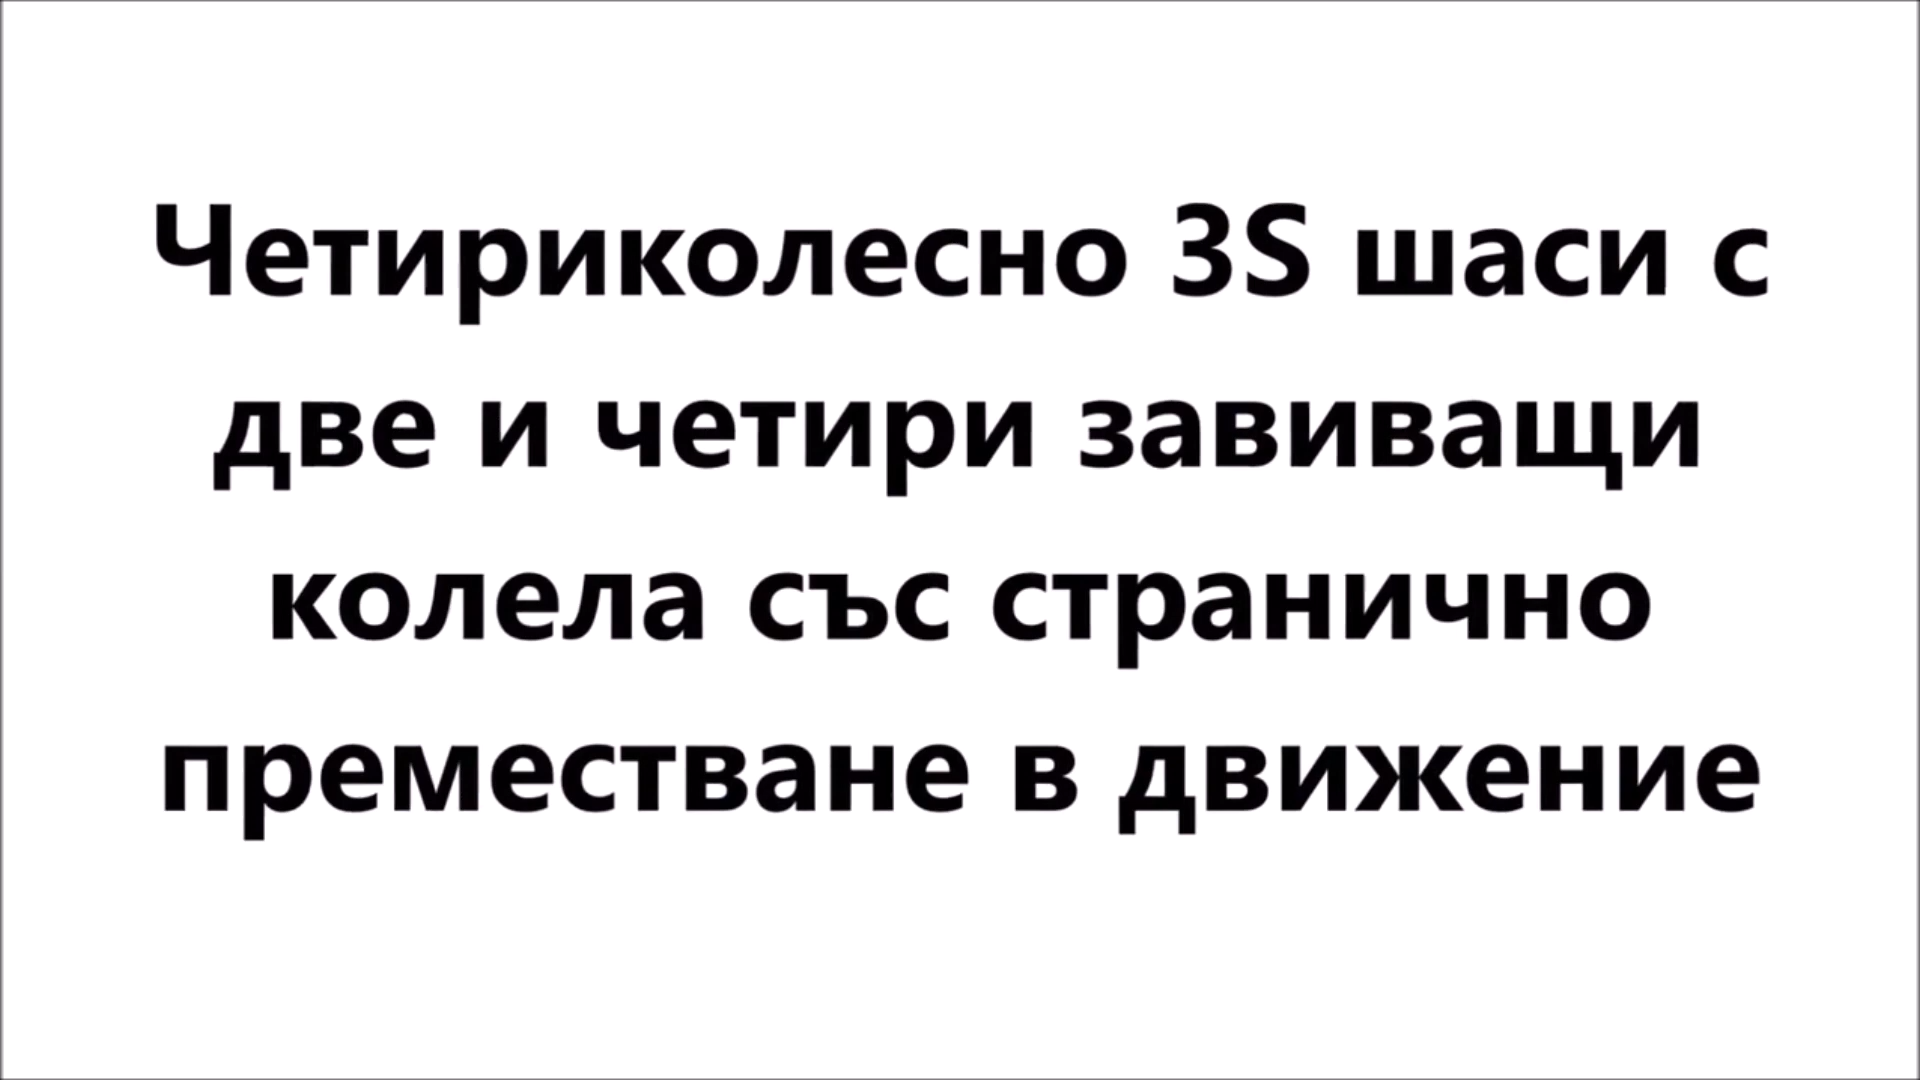 Четириколесно 3S шаси с
две и четири завиващи
колела със странично
преместване в движение